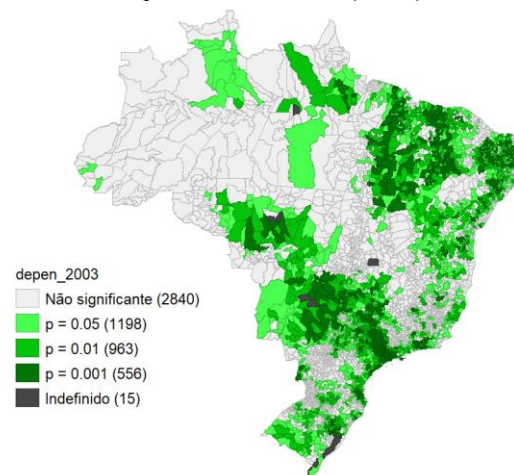 depen_2003
Não significante (2840)
p = 0.05 (1198)
p = 0.01 (963)
p = 0.001 (556)
Indefinido (15)